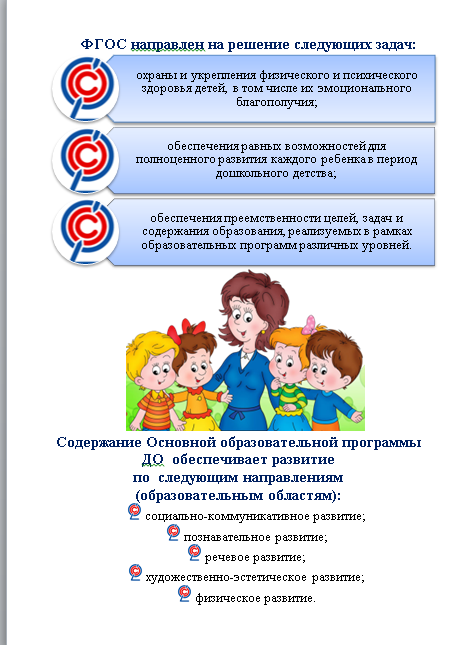 ФГОС направлен на решение следующих задач:
охраны и укрепления физического и психического
здоровья детей, в том числе их эмоционального
благополучия;
обеспечения равных возможностей для
полноценного развития каждого ребенка в период
дошкольного детства;
обеспечения преемственности целей, задач и
содержания образования, реализуемых в рамках
образовательных программ различных уровней.
Содержание Основной образовательной программы
ДО обеспечивает развитие
по следующим направлениям
(образовательным областям):
социально-коммуникативное развитие;
познавательное развитие;
речевое развитие;
художественно-эстетическое развитие;
физическое развитие.